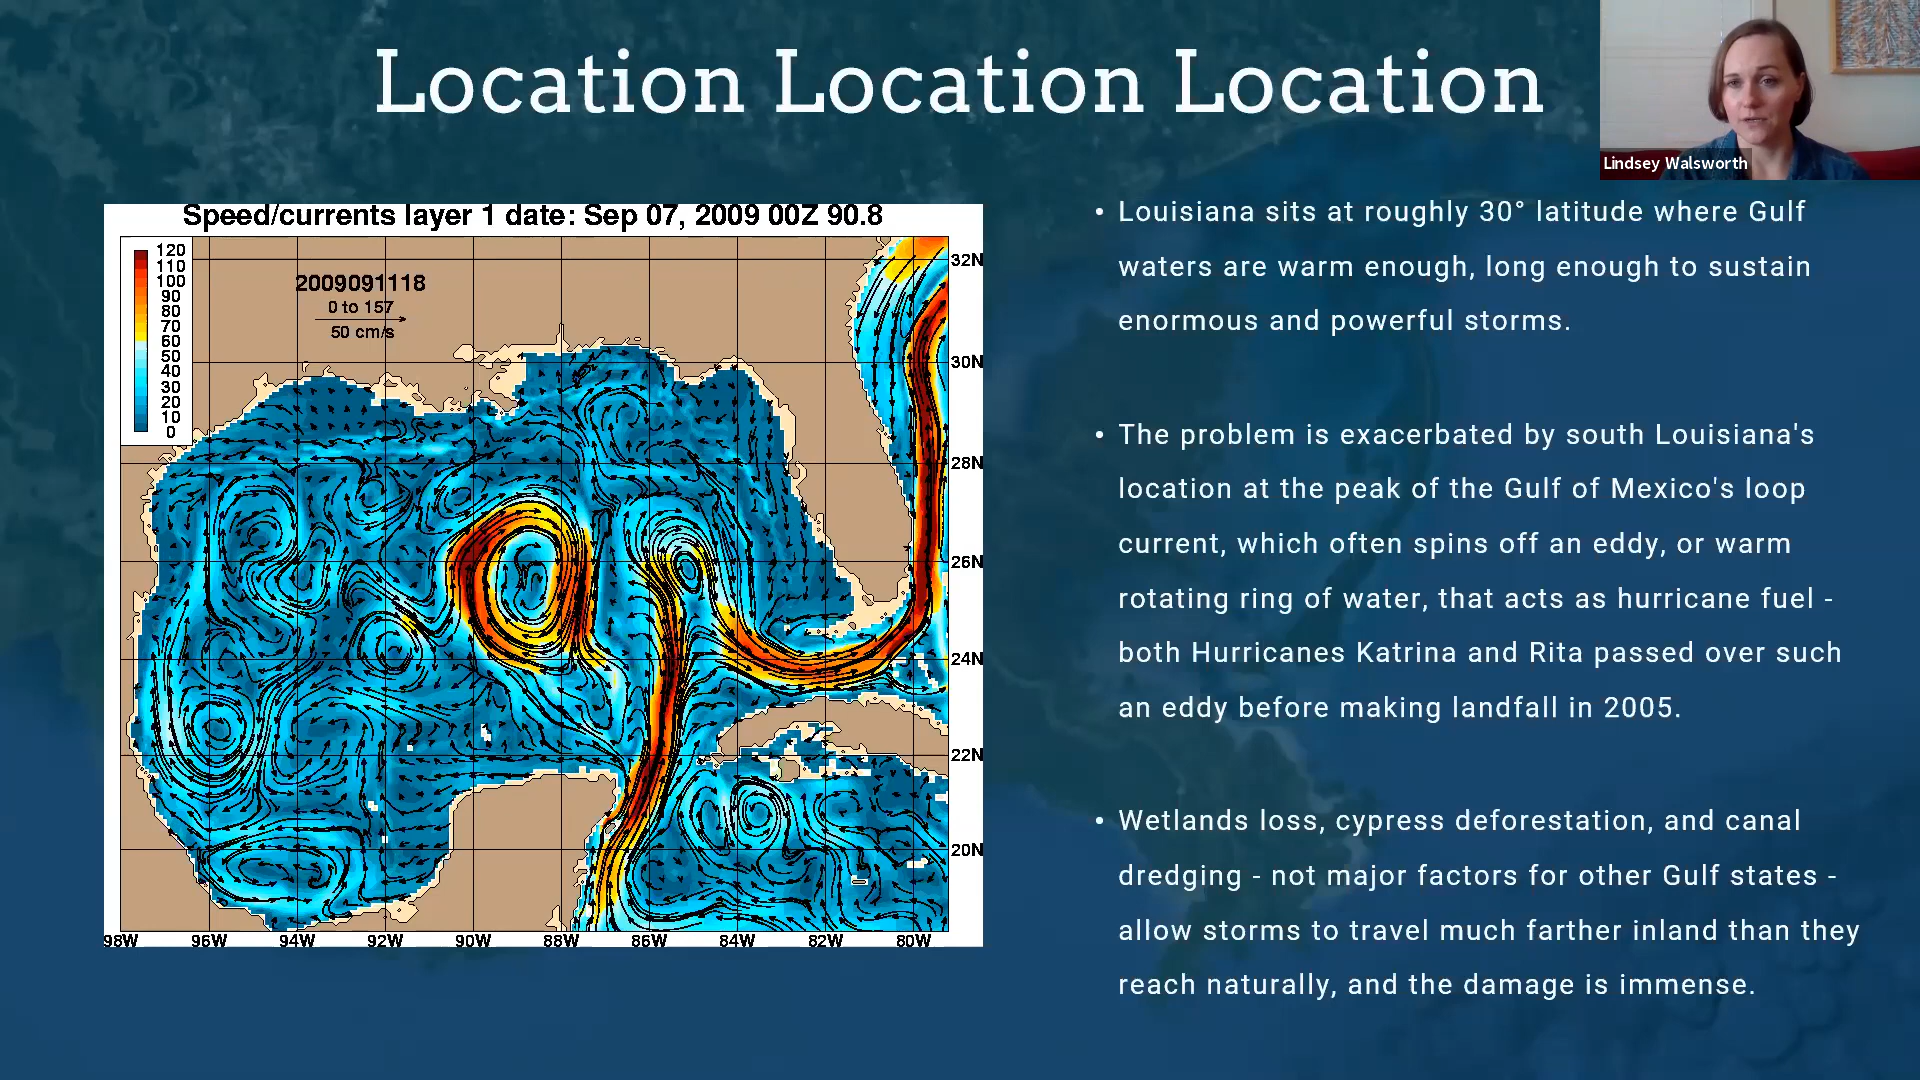 Location Location Location
Lindsey Walsworth
Speed/currents layer 1 date: Sep 07, 2009 00Z 90.8
120
110
100
90
80
70
60
50
40
30
20
10
0
2009091118
0 to 157
50 cm/s
32N
30N
28N
26N
24N
22N
20N
98W 96W 94W 92W 90W 88W 86W 84W 82W 80W
• Louisiana sits at roughly 30° latitude where Gulf
waters are warm enough, long enough to sustain
enormous and powerful storms.
• The problem is exacerbated by south Louisiana's
location at the peak of the Gulf of Mexico's loop
current, which often spins off an eddy, or warm
rotating ring of water, that acts as hurricane fuel -
both Hurricanes Katrina and Rita passed over such
an eddy before making landfall in 2005.
• Wetlands loss, cypress deforestation, and canal
dredging - not major factors for other Gulf states -
allow storms to travel much farther inland than they
reach naturally, and the damage is immense.